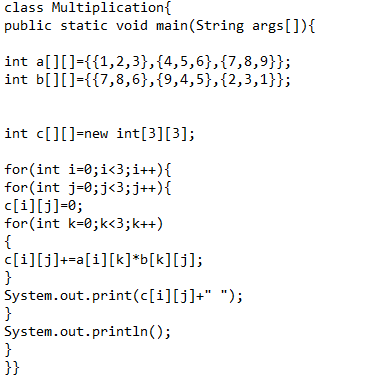 class Multiplication{
public static void main(String args[]){
int a[][]={{1,2,3},{4,5,6},{7,8,9}};
int b[][]={{7,8,6},{9,4,5},{2,3,1}};
int c[][]=new int[3][3];
for(int i=0;i<3;i++){
for(int j=0;j<3;j++){
c[i][j]=0;
for(int k=0;k<3;k++)
{
c[i][j]+=a[i][k]*b[k][j];
}
System.out.print(c[i][j]+" ");
}
System.out.println();
}
}}